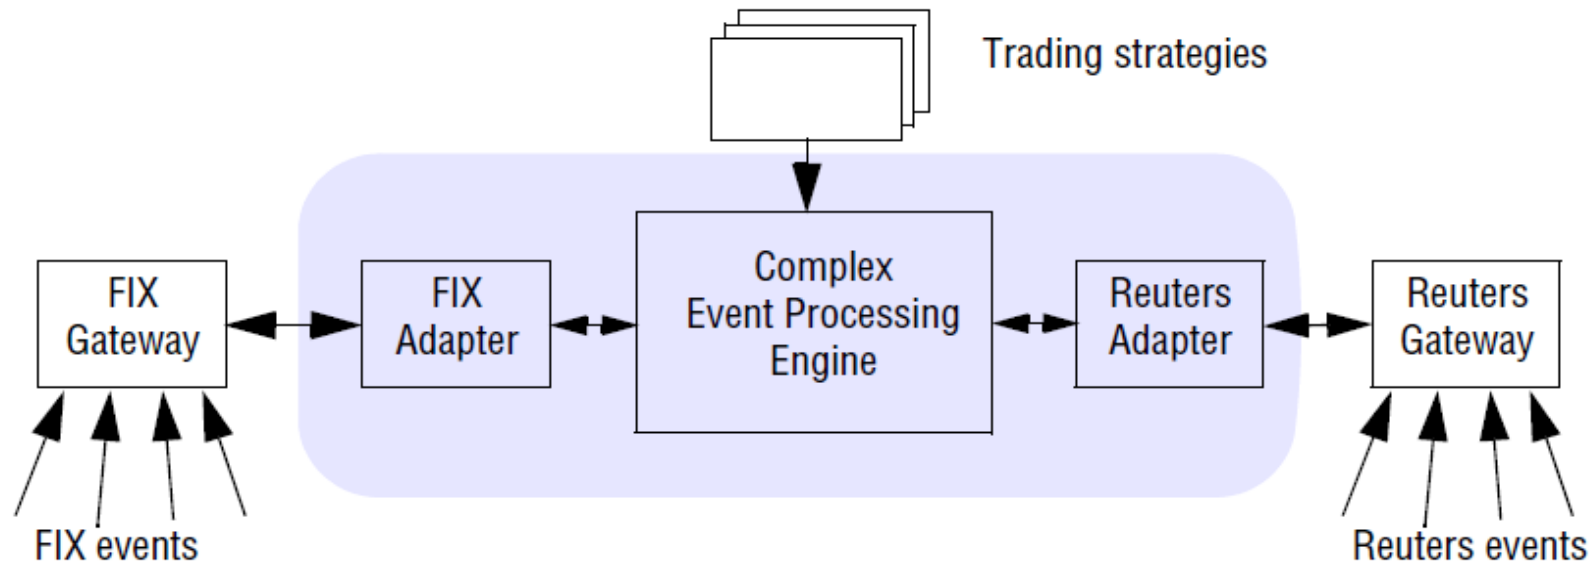 Trading strategies
Complex
Event Processing
Engine
FIX
Gateway
FIX
Adapter
Reuters
Adapter
Reuters
Gateway
FIX events
Reuters events